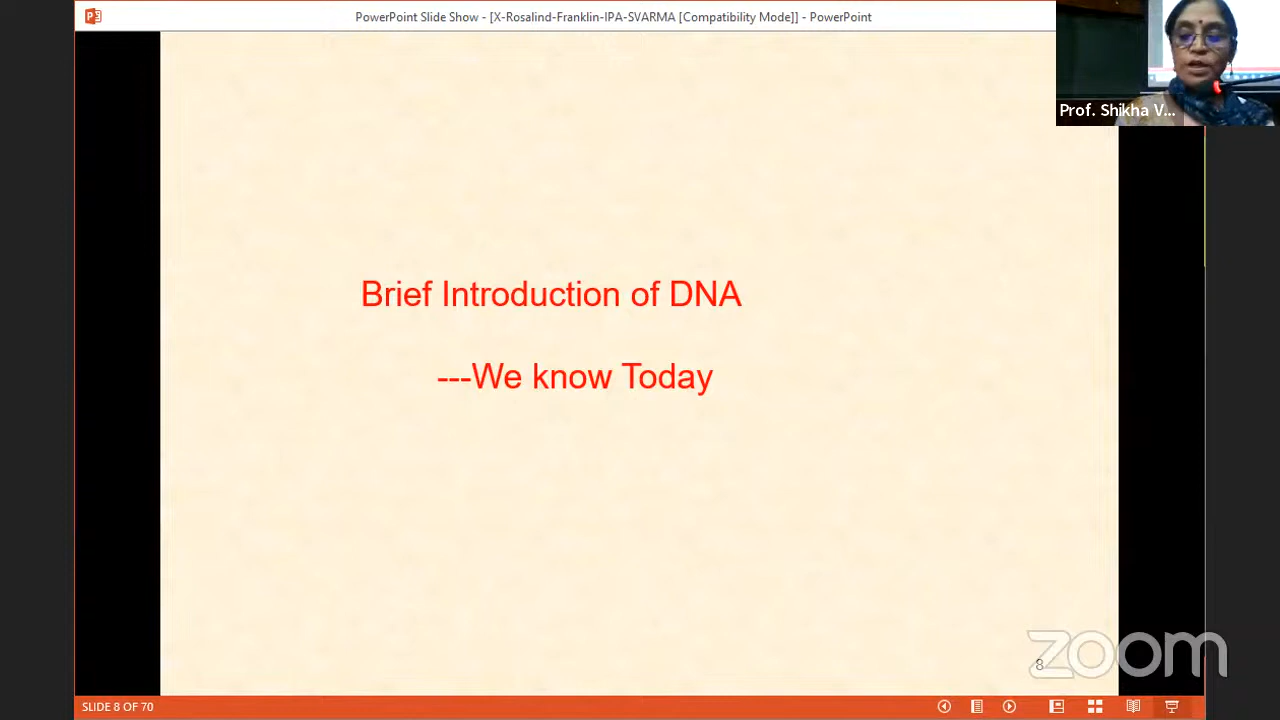 PowerPoint Slide Show - [X-Rosalind-Franklin-IPA-SVARMA [Compatibility Mode]] - PowerPoint
Prof. Shikha V...
Brief Introduction of DNA
---We know Today
8
zoom
SLIDE 8 OF 70